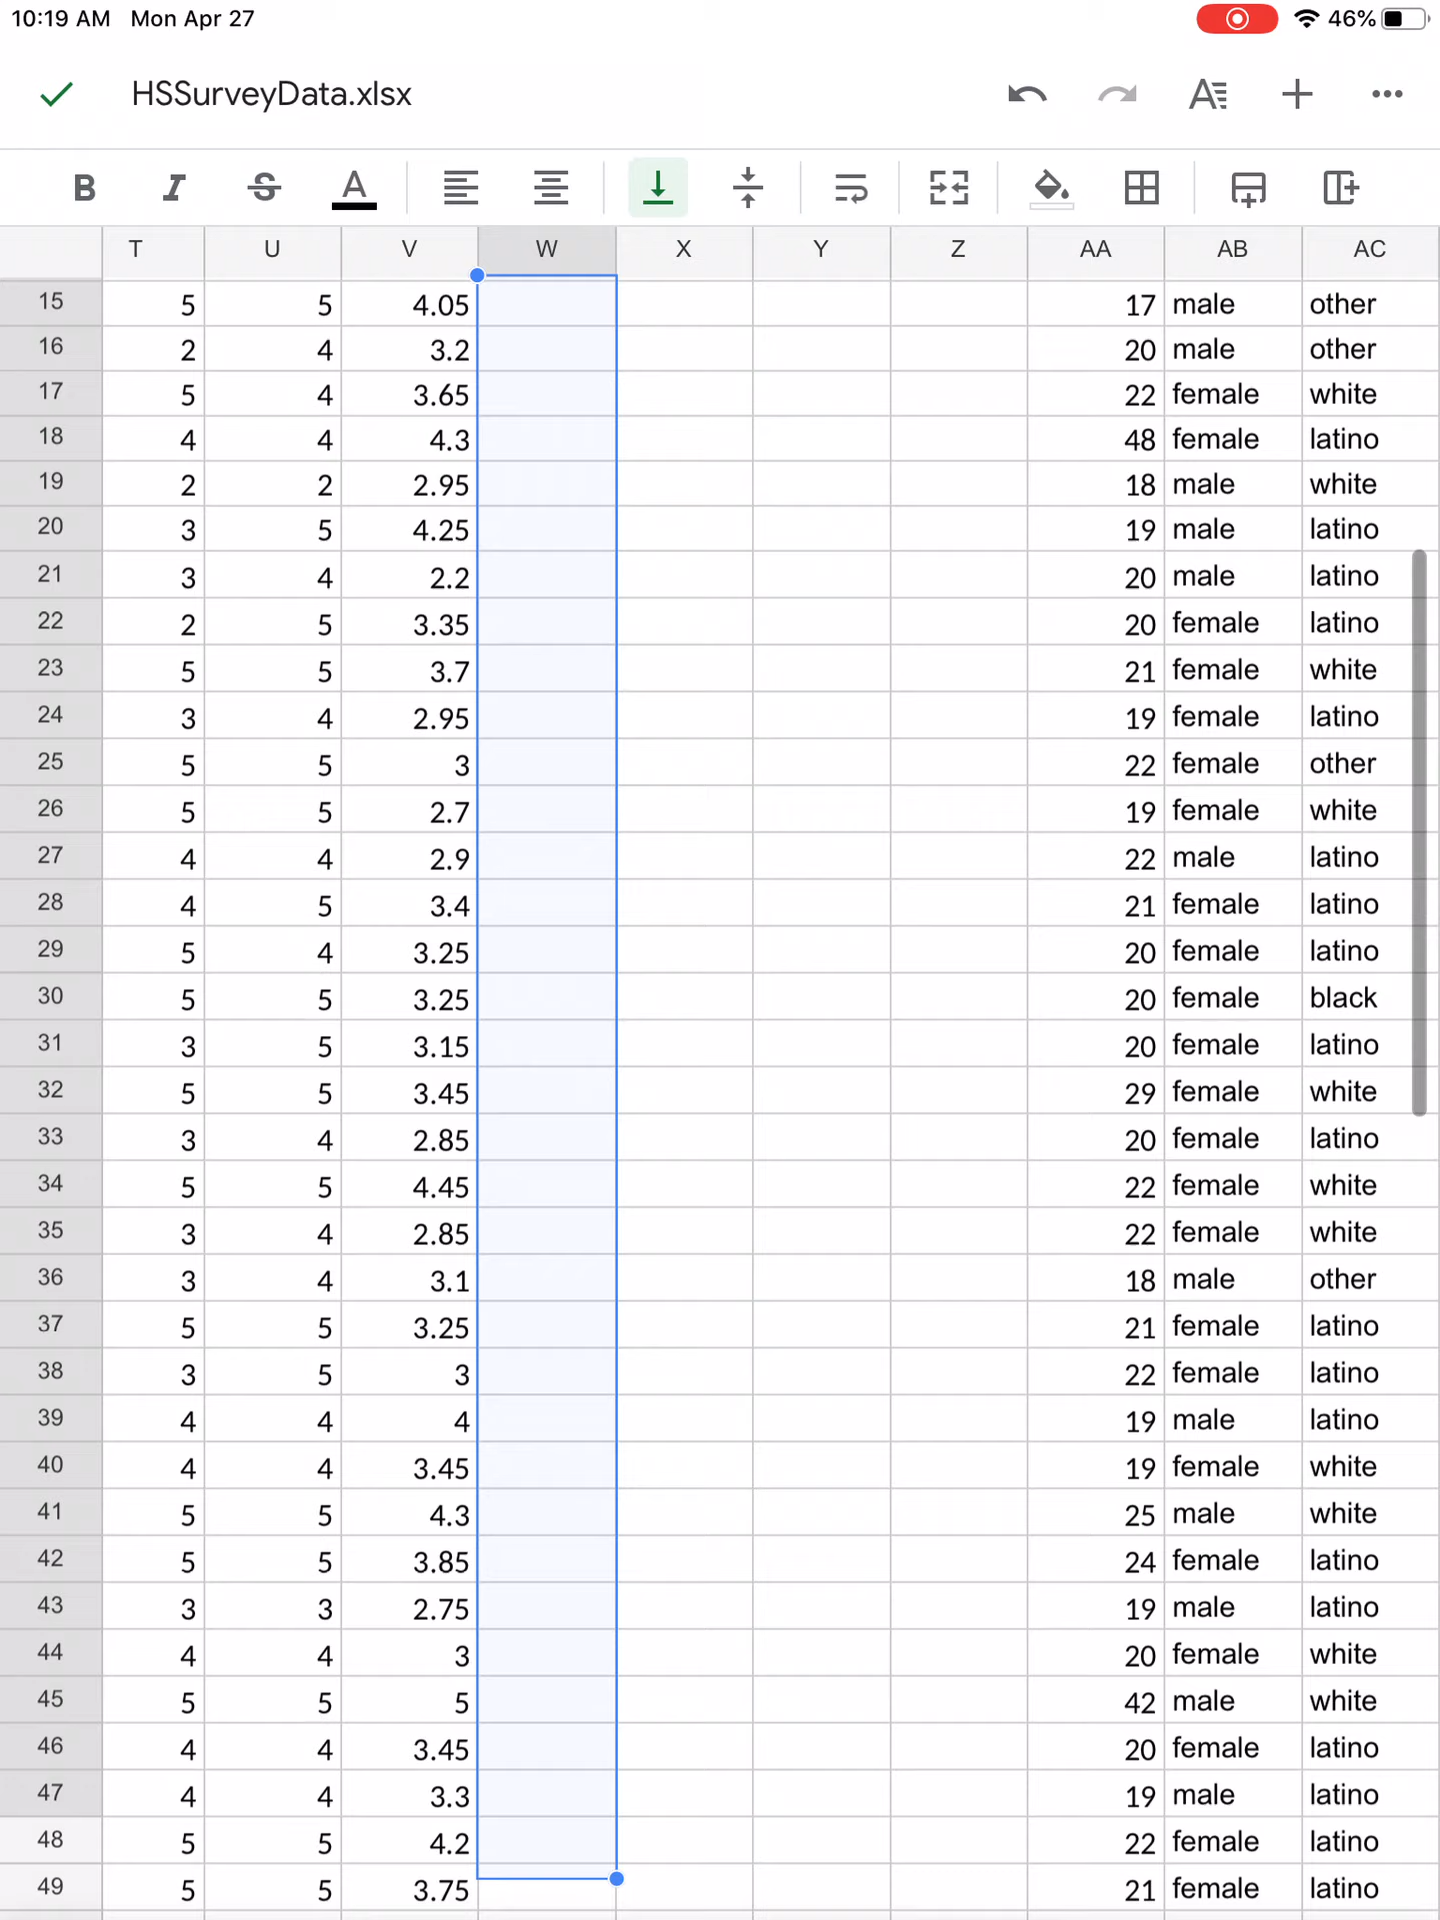 10:19 AM Mon Apr 27 46%
HSSurveyData.xlsx
B I S A
T U V W X Y Z AA AB AC
15 5 5 4.05 17 male other
16 2 4 3.2 20 male other
17 5 4 3.65 22 female white
18 4 4 4.3 48 female latino
19 2 2 2.95 18 male white
20 3 5 4.25 19 male latino
21 3 4 2.2 20 male latino
22 2 5 3.35 20 female latino
23 5 5 3.7 21 female white
24 3 4 2.95 19 female latino
25 5 5 3 22 female other
26 5 5 2.7 19 female white
27 4 4 2.9 22 male latino
28 4 5 3.4 21 female latino
29 5 4 3.25 20 female latino
30 5 5 3.25 20 female black
31 3 5 3.15 20 female latino
32 5 5 3.45 29 female white
33 3 4 2.85 20 female latino
34 5 5 4.45 22 female white
35 3 4 2.85 22 female white
36 3 4 3.1 18 male other
37 5 5 3.25 21 female latino
38 3 5 3 22 female latino
39 4 4 4 19 male latino
40 4 4 3.45 19 female white
41 5 5 4.3 25 male white
42 5 5 3.85 24 female latino
43 3 3 2.75 19 male latino
44 4 4 3 20 female white
45 5 5 5 42 male white
46 4 4 3.45 20 female latino
47 4 4 3.3 19 male latino
48 5 5 4.2 22 female latino
49 5 5 3.75 21 female latino